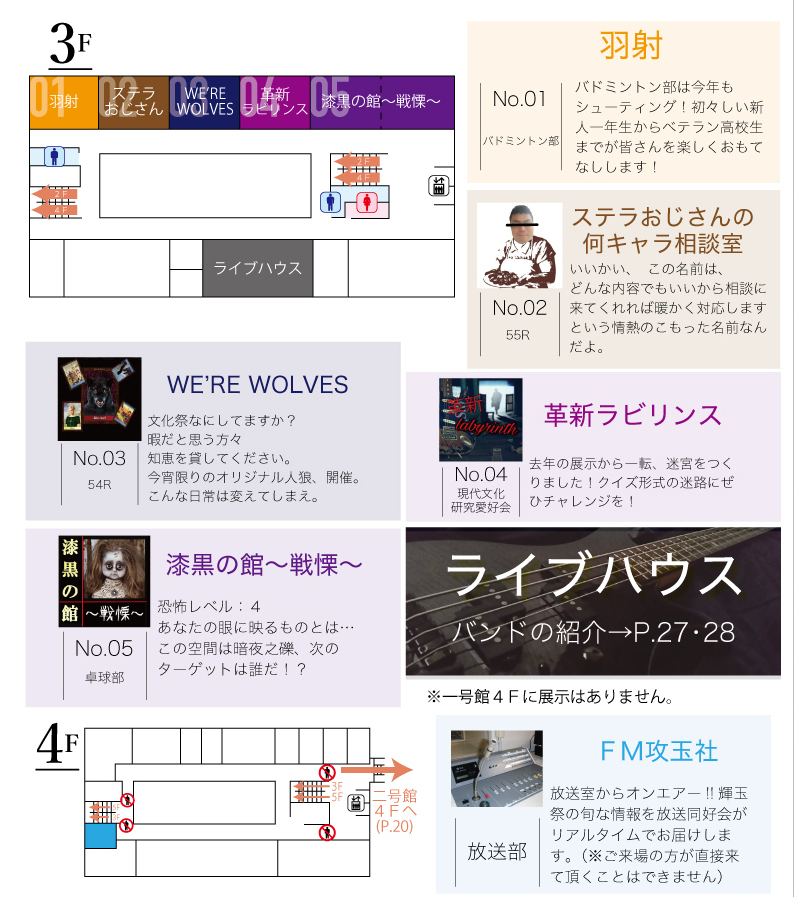 3F
01
羽射
02
ステラ
おじさん
03
WE'RE
WOLVES
04
革新
ラビリンス
05
漆黒の館～戦慄～
2F
4F
2F
4F
ライブハウス
羽射
No.01
バドミントン部
バドミントン部は今年も
シューティング！初々しい新
人一年生からベテラン高校生
までが皆さんを楽しくおもて
なしします！
ステラおじさんの
何キャラ相談室
No.02
55R
いいかい、　この名前は、
どんな内容でもいいから相談に
来てくれれば暖かく対応します
という情熱のこもった名前なん
だよ。
WE'RE WOLVES
No.03
54R
文化祭なにしてますか？
暇だと思う方々
知恵を貸してください。
今宵限りのオリジナル人狼、開催。
こんな日常は変えてしまえ。
革新
labyrinth
革新ラビリンス
No.04
現代文化
研究愛好会
去年の展示から一転、迷宮をつく
りました！クイズ形式の迷路にぜ
ひチャレンジを！
漆黒の館
～戦慄～
漆黒の館～戦慄～
No.05
卓球部
恐怖レベル：４
あなたの眼に映るものとは…
この空間は暗夜之礫、次の
ターゲットは誰だ！？
ライブハウス
バンドの紹介→P.27･28
※一号館４Ｆに展示はありません。
4F
3F
5F
3F
5F
二号館
４Ｆへ
(P.20)
ＦＭ攻玉社
放送部
放送室からオンエアー!!輝玉
祭の旬な情報を放送同好会が
リアルタイムでお届けしま
す。（※ご来場の方が直接来
て頂くことはできません）